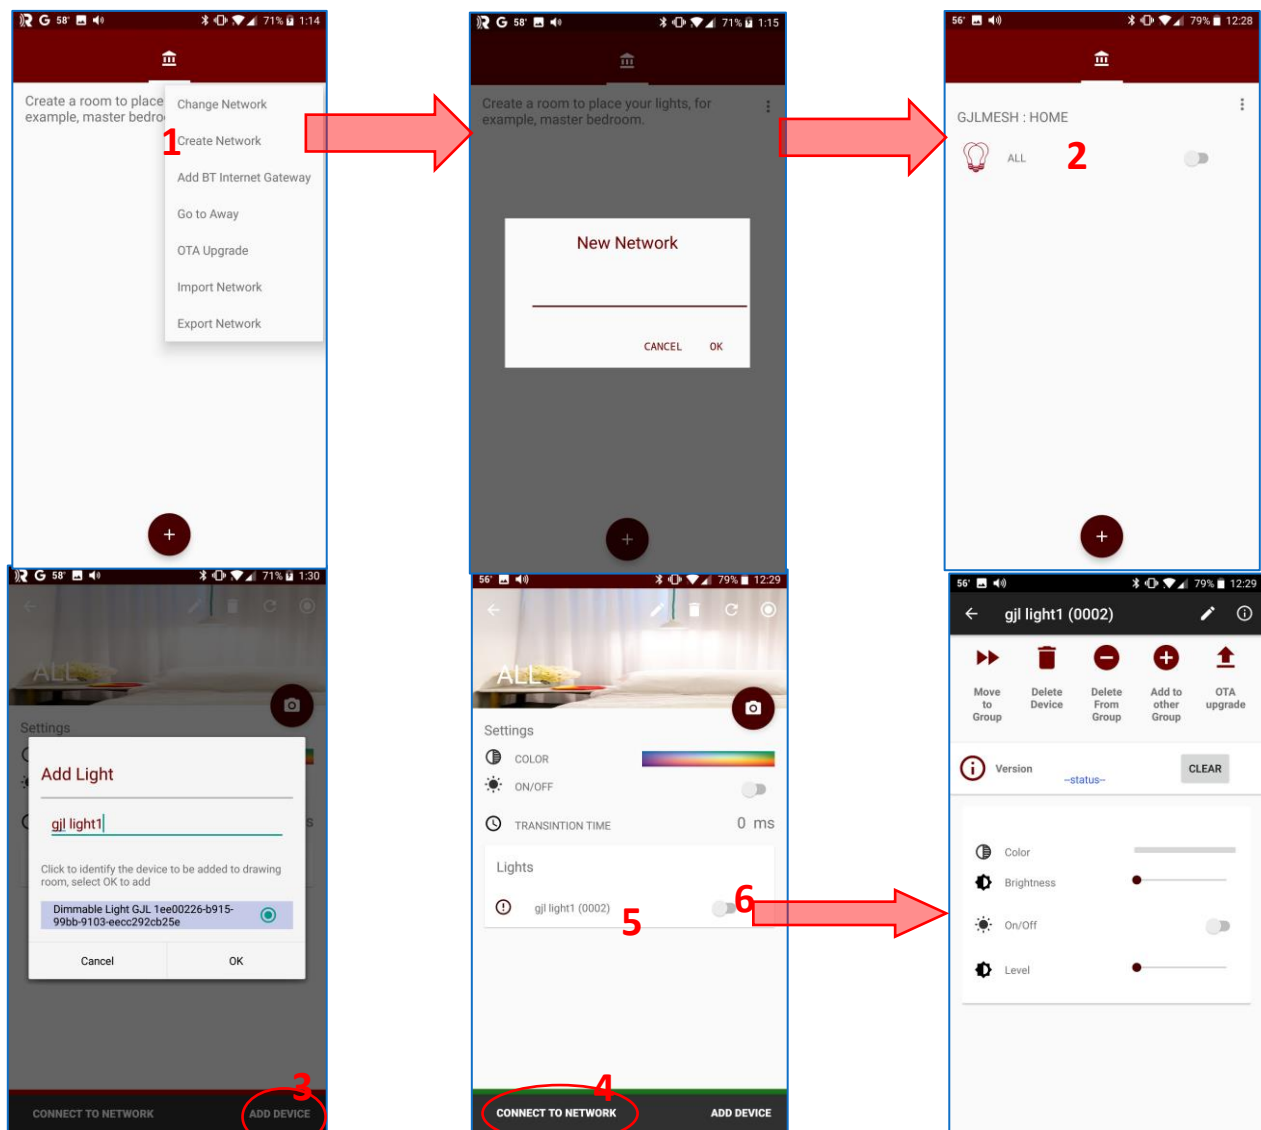 G 58° 71% 1:14
Create a room to place
example, master bedro
Change Network
1
Create Network
Add BT Internet Gateway
Go to Away
OTA Upgrade
Import Network
Export Network
+
G 58° 71% 1:15
Create a room to place your lights, for
example, master bedroom.
New Network
CANCEL OK
+
56° 79% 12:28
GJLMESH : HOME
ALL
2
+
G 58° 71% 1:30
ALL
Settings
s
Add Light
gjl light1
Click to identify the device to be added to drawing
room, select OK to add
Dimmable Light GJL 1ee00226-b915-
99bb-9103-eecc292cb25e
Cancel OK
3
CONNECT TO NETWORK ADD DEVICE
56° 79% 12:29
ALL
Settings
COLOR
ON/OFF
TRANSINTION TIME 0 ms
Lights
gjl light1 (0002)
5
6
4
CONNECT TO NETWORK ADD DEVICE
56° 79% 12:29
gjl light1 (0002)
Move
to
Group
Delete
Device
Delete
From
Group
Add to
other
Group
OTA
upgrade
Version
--status--
CLEAR
Color
Brightness
On/Off
Level